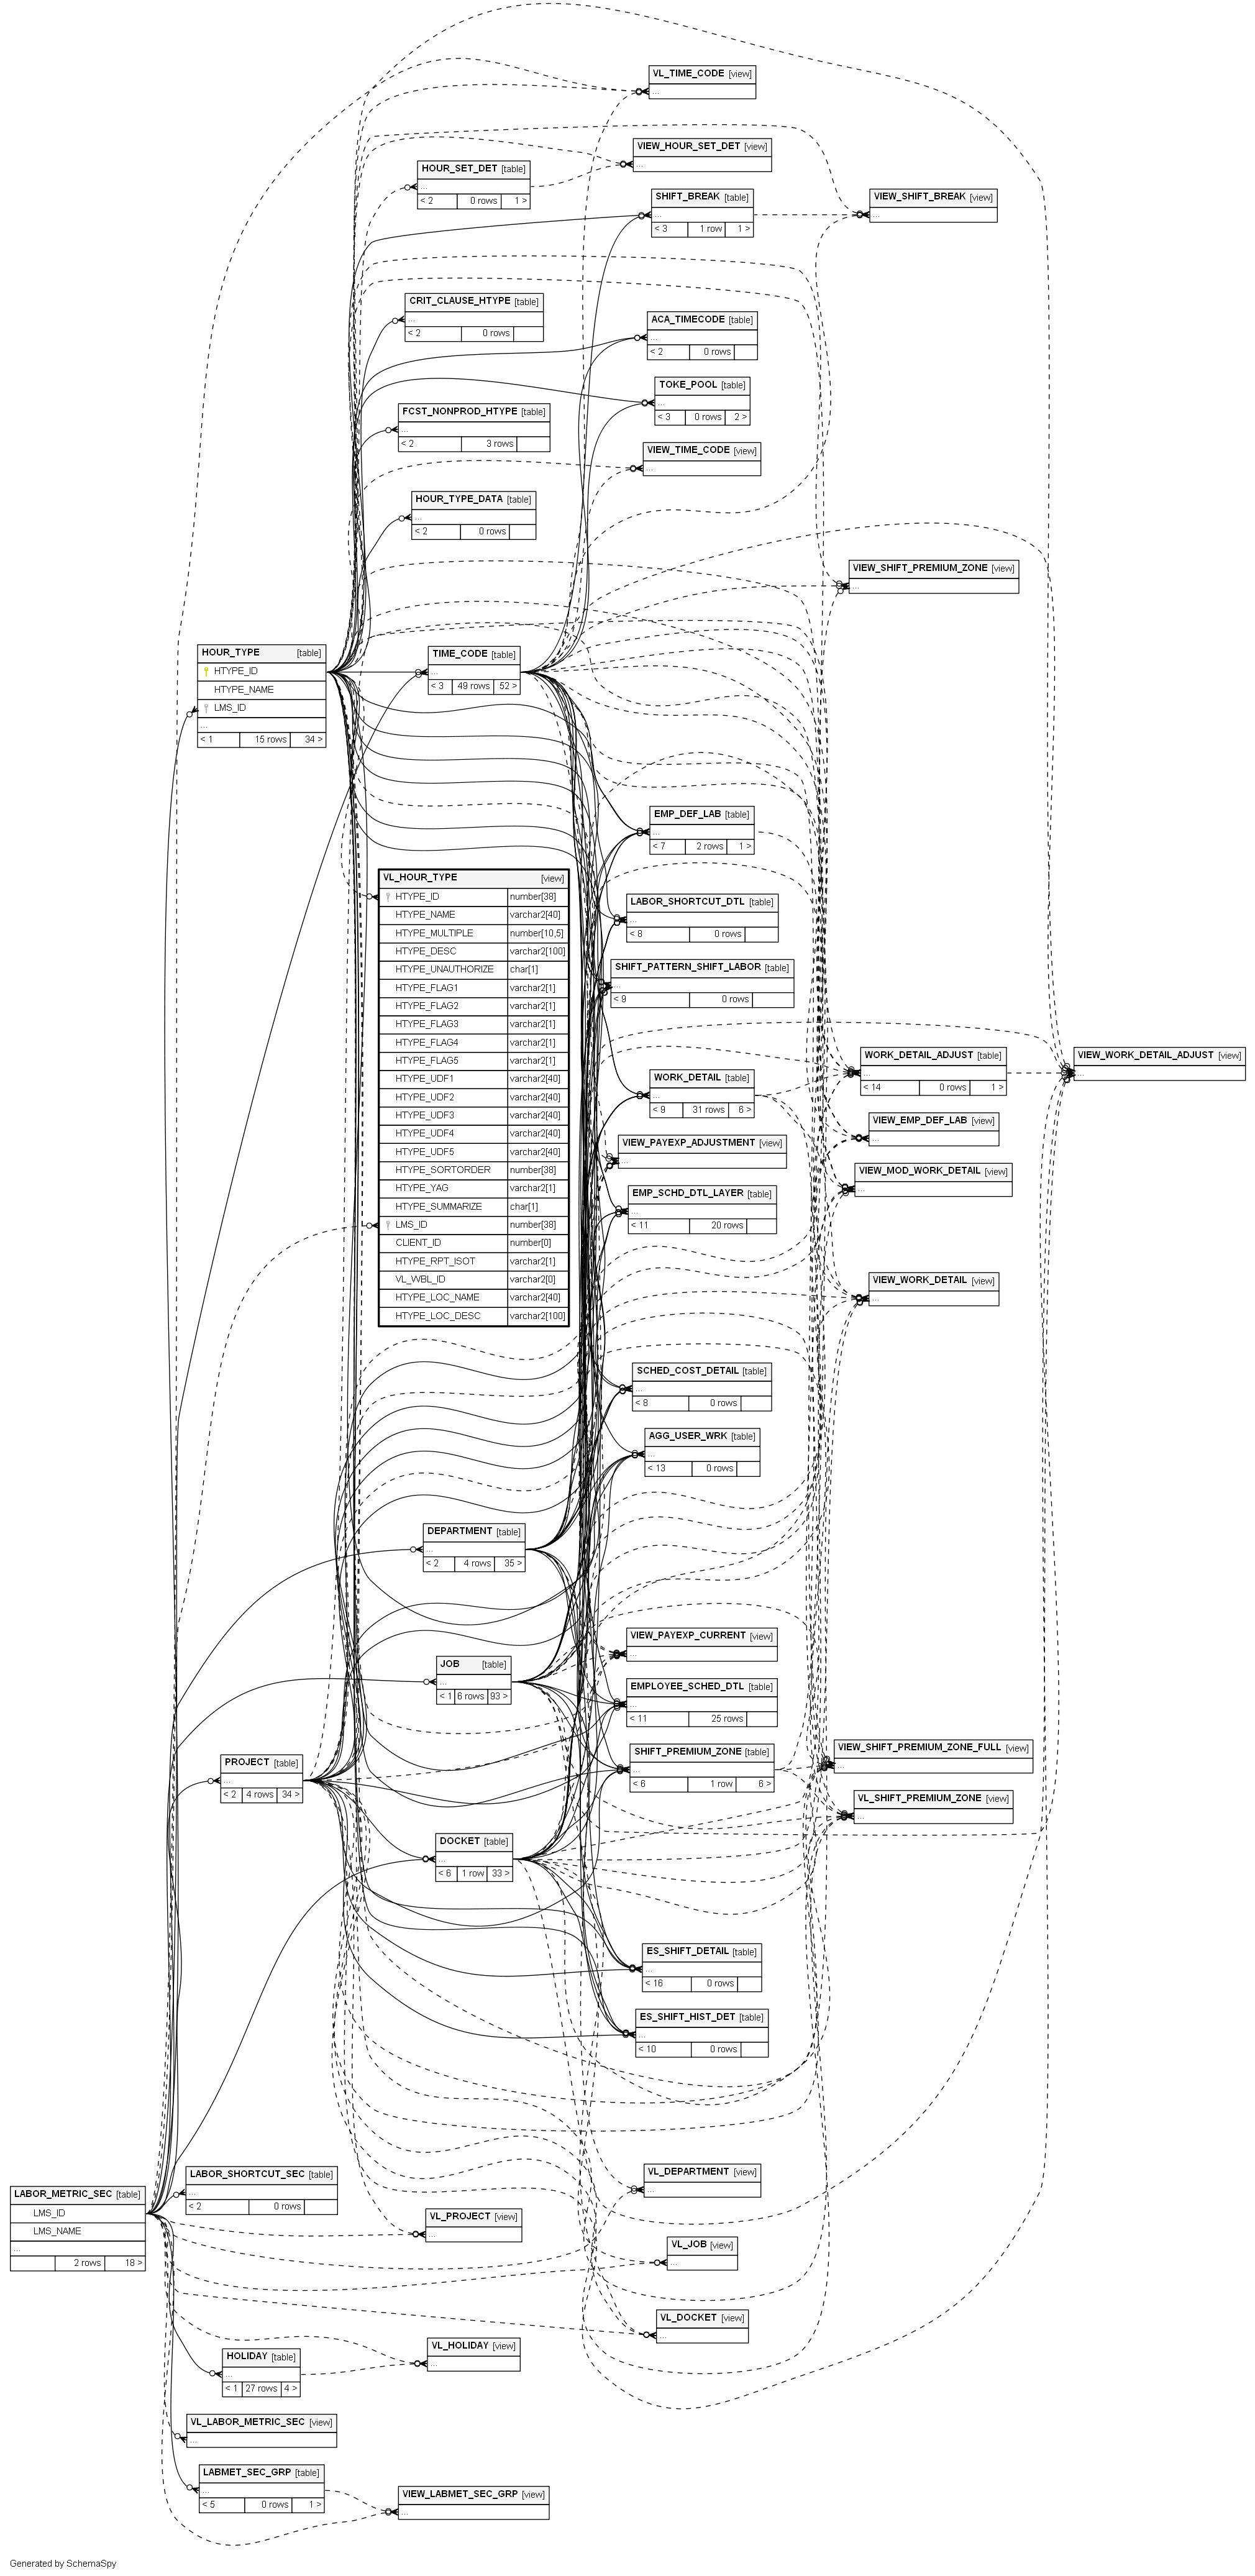 VL_TIME_CODE [view]
...
VIEW_HOUR_SET_DET [view]
...
HOUR_SET_DET [table]
...
< 2 0 rows 1 >
SHIFT_BREAK [table]
...
< 3 1 row 1 >
VIEW_SHIFT_BREAK [view]
...
CRIT_CLAUSE_HTYPE [table]
...
< 2 0 rows
ACA_TIMECODE [table]
...
< 2 0 rows
TOKE_POOL [table]
...
< 3 0 rows 2 >
FCST_NONPROD_HTYPE [table]
...
< 2 3 rows
VIEW_TIME_CODE [view]
...
HOUR_TYPE_DATA [table]
...
< 2 0 rows
VIEW_SHIFT_PREMIUM_ZONE [view]
...
HOUR_TYPE [table]
HTYPE_ID
HTYPE_NAME
LMS_ID
...
< 1 15 rows 34 >
TIME_CODE [table]
...
< 3 49 rows 52 >
EMP_DEF_LAB [table]
...
< 7 2 rows 1 >
VL_HOUR_TYPE [view]
HTYPE_ID number[38]
HTYPE_NAME varchar2[40]
HTYPE_MULTIPLE number[10,5]
HTYPE_DESC varchar2[100]
HTYPE_UNAUTHORIZE char[1]
HTYPE_FLAG1 varchar2[1]
HTYPE_FLAG2 varchar2[1]
HTYPE_FLAG3 varchar2[1]
HTYPE_FLAG4 varchar2[1]
HTYPE_FLAG5 varchar2[1]
HTYPE_UDF1 varchar2[40]
HTYPE_UDF2 varchar2[40]
HTYPE_UDF3 varchar2[40]
HTYPE_UDF4 varchar2[40]
HTYPE_UDF5 varchar2[40]
HTYPE_SORTORDER number[38]
HTYPE_YAG varchar2[1]
HTYPE_SUMMARIZE char[1]
LMS_ID number[38]
CLIENT_ID number[0]
HTYPE_RPT_ISOT varchar2[1]
VL_WBL_ID varchar2[0]
HTYPE_LOC_NAME varchar2[40]
HTYPE_LOC_DESC varchar2[100]
LABOR_SHORTCUT_DTL [table]
...
< 8 0 rows
SHIFT_PATTERN_SHIFT_LABOR [table]
...
< 9 0 rows
WORK_DETAIL [table]
...
< 9 31 rows 6 >
WORK_DETAIL_ADJUST [table]
...
< 14 0 rows 1 >
VIEW_WORK_DETAIL_ADJUST [view]
...
VIEW_EMP_DEF_LAB [view]
...
VIEW_PAYEXP_ADJUSTMENT [view]
...
VIEW_MOD_WORK_DETAIL [view]
...
EMP_SCHD_DTL_LAYER [table]
...
< 11 20 rows
VIEW_WORK_DETAIL [view]
...
SCHED_COST_DETAIL [table]
...
< 8 0 rows
AGG_USER_WRK [table]
...
< 13 0 rows
DEPARTMENT [table]
...
< 2 4 rows 35 >
VIEW_PAYEXP_CURRENT [view]
...
JOB [table]
...
< 1 6 rows 93 >
EMPLOYEE_SCHED_DTL [table]
...
< 11 25 rows
SHIFT_PREMIUM_ZONE [table]
...
< 6 1 row 6 >
VIEW_SHIFT_PREMIUM_ZONE_FULL [view]
...
PROJECT [table]
...
< 2 4 rows 34 >
VL_SHIFT_PREMIUM_ZONE [view]
...
DOCKET [table]
...
< 6 1 row 33 >
ES_SHIFT_DETAIL [table]
...
< 16 0 rows
ES_SHIFT_HIST_DET [table]
...
< 10 0 rows
LABOR_SHORTCUT_SEC [table]
...
< 2 0 rows
LABOR_METRIC_SEC [table]
LMS_ID
LMS_NAME
...
2 rows 18 >
VL_DEPARTMENT [view]
...
VL_PROJECT [view]
...
VL_JOB [view]
...
VL_DOCKET [view]
...
VL_HOLIDAY [view]
...
HOLIDAY [table]
...
< 1 27 rows 4 >
VL_LABOR_METRIC_SEC [view]
...
LABMET_SEC_GRP [table]
...
< 5 0 rows 1 >
VIEW_LABMET_SEC_GRP [view]
...
Generated by SchemaSpy